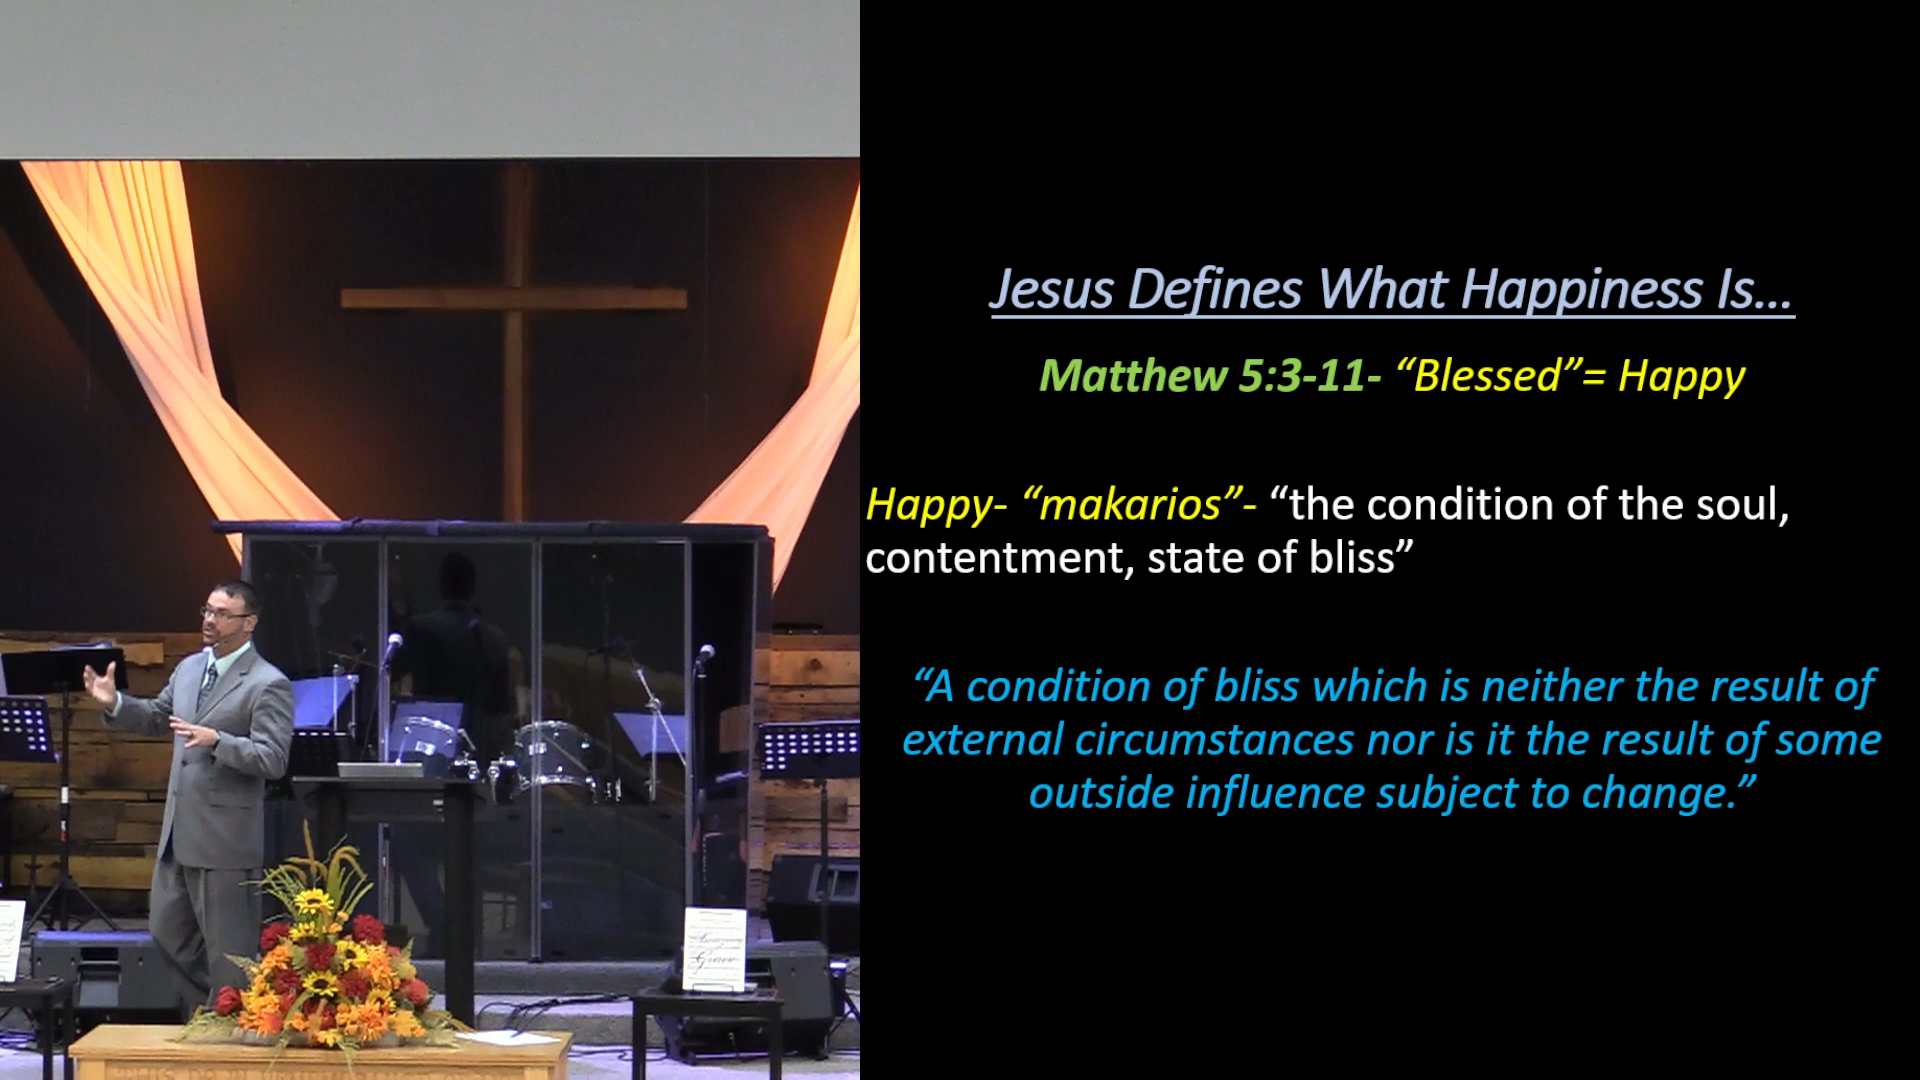 Jesus Defines What Happiness Is...
Matthew 5:3-11- “Blessed”= Happy
Happy- “makarios”- “the condition of the soul,
contentment, state of bliss”
“A condition of bliss which is neither the result of
external circumstances nor is it the result of some
outside influence subject to change.”
Amazing
Grace